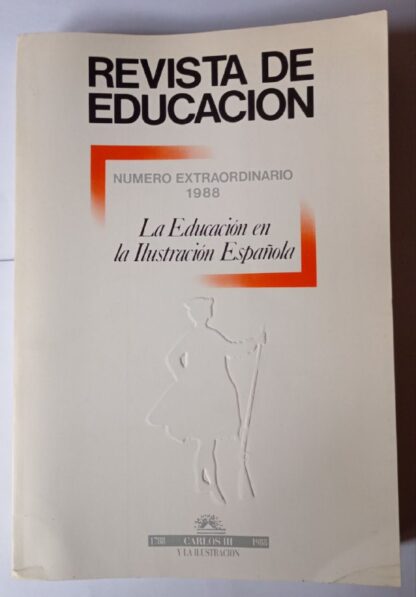 REVISTA DE
EDUCACION
NUMERO EXTRAORDINARIO
1988
La Educación en
la Ilustración Española
1788 CARLOS III 1988
Y LA ILUSTRACION